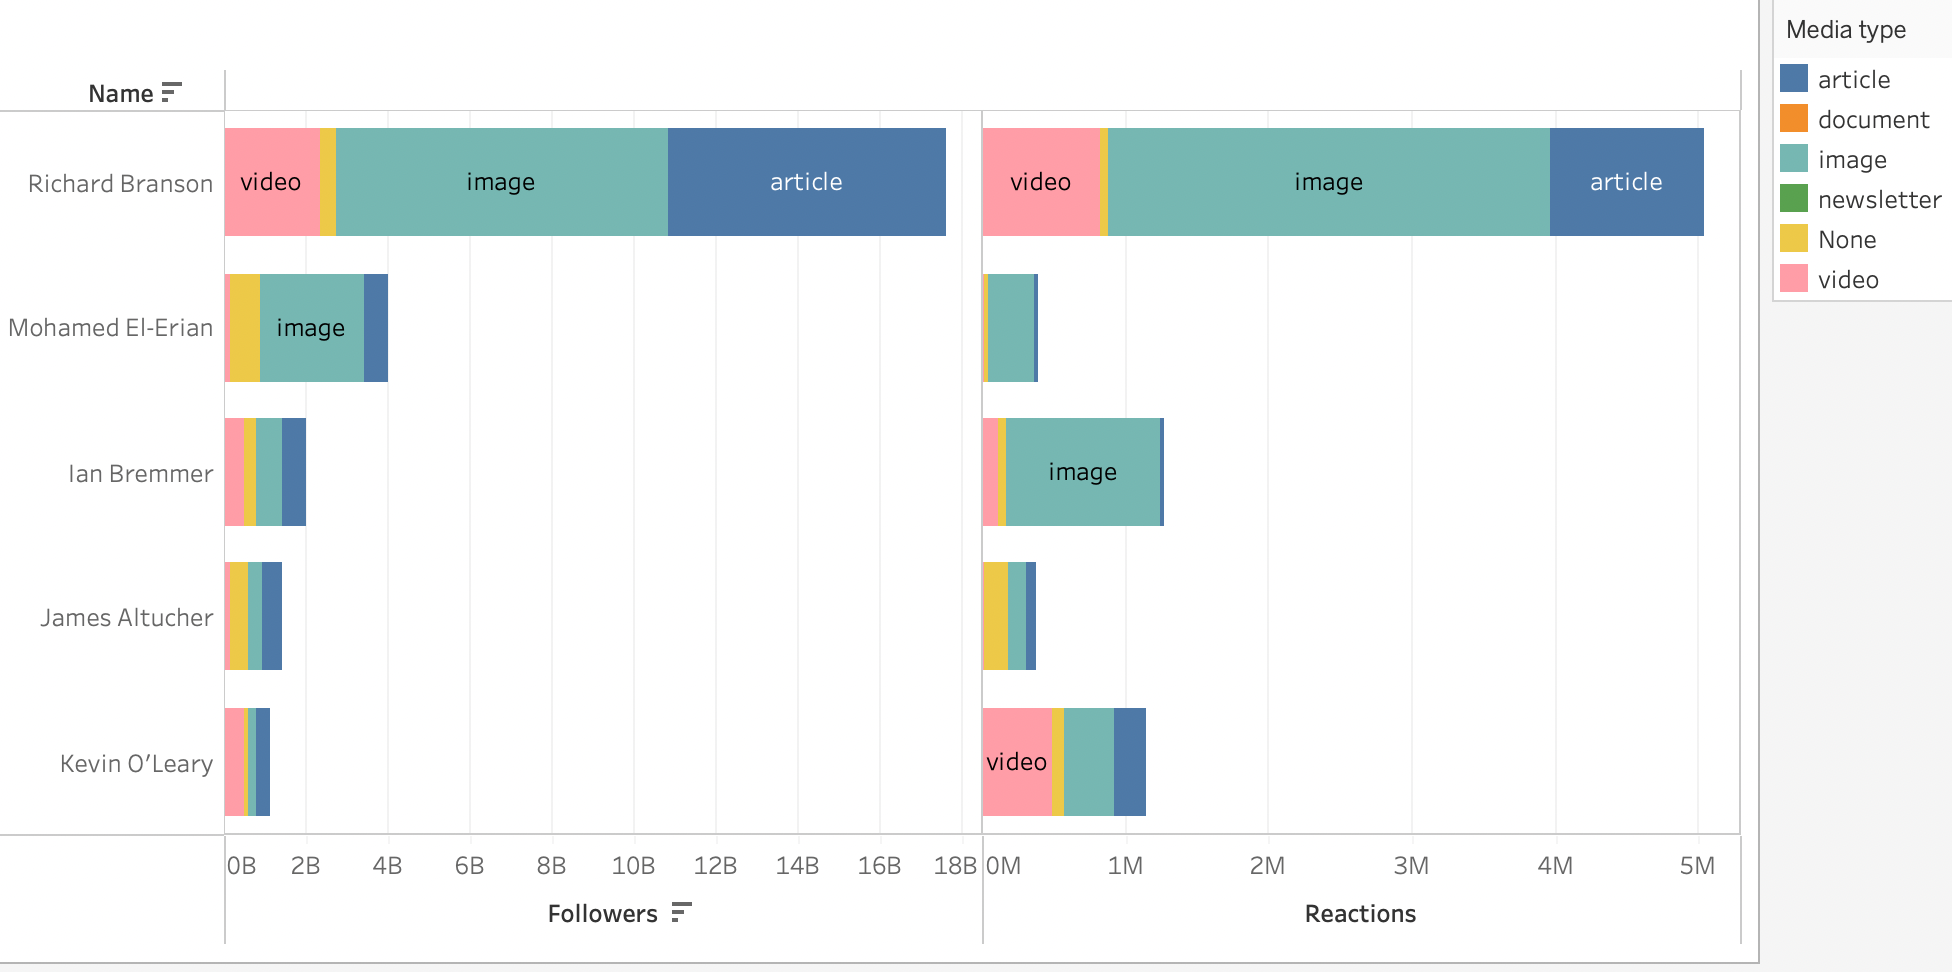 Media type
article
document
image
newsletter
None
video
Name
Richard Branson
video
image
article
video
image
article
Mohamed El-Erian
image
Ian Bremmer
image
James Altucher
Kevin O’Leary
video
0B 2B 4B 6B 8B 10B 12B 14B 16B 18B
0M 1M 2M 3M 4M 5M
Followers
Reactions